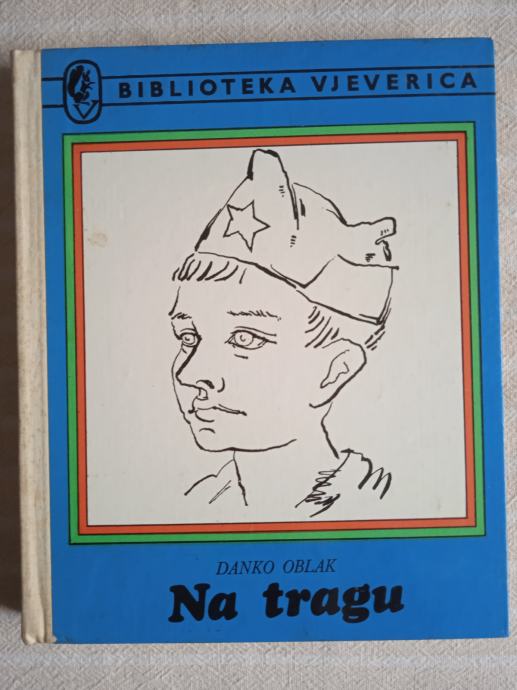 BIBLIOTEKA VJEVERICA
DANKO OBLAK
Na tragu